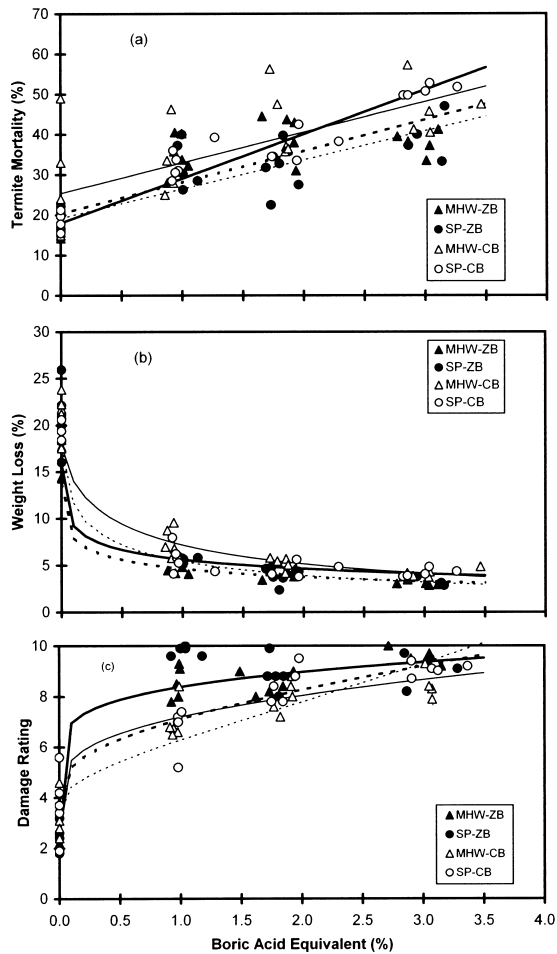 (a)
Termite Mortality (%)
70
60
50
40
30
20
10
0
MHW-ZB
SP-ZB
MHW-CB
SP-CB
(b)
Weight Loss (%)
30
25
20
15
10
5
0
MHW-ZB
SP-ZB
MHW-CB
SP-CB
(c)
Damage Rating
10
8
6
4
2
0
MHW-ZB
SP-ZB
MHW-CB
SP-CB
0.0 0.5 1.0 1.5 2.0 2.5 3.0 3.5 4.0
Boric Acid Equivalent (%)